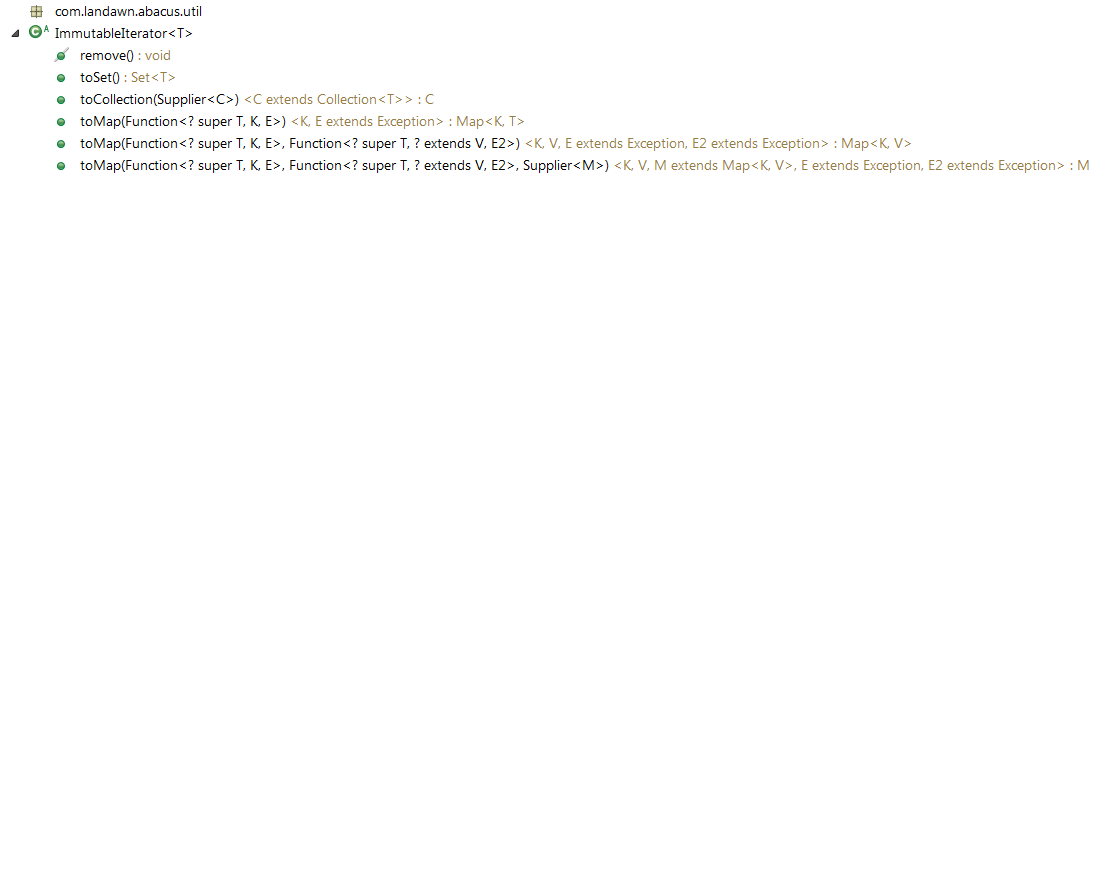 com.landawn.abacus.util
C A ImmutableIterator<T>
remove() : void
toSet() : Set<T>
toCollection(Supplier<C>) <C extends Collection<T>> : C
toMap(Function<? super T, K, E>) <K, E extends Exception> : Map<K, T>
toMap(Function<? super T, K, E>, Function<? super T, ? extends V, E2>) <K, V, E extends Exception, E2 extends Exception> : Map<K, V>
toMap(Function<? super T, K, E>, Function<? super T, ? extends V, E2>, Supplier<M>) <K, V, M extends Map<K, V>, E extends Exception, E2 extends Exception> : M